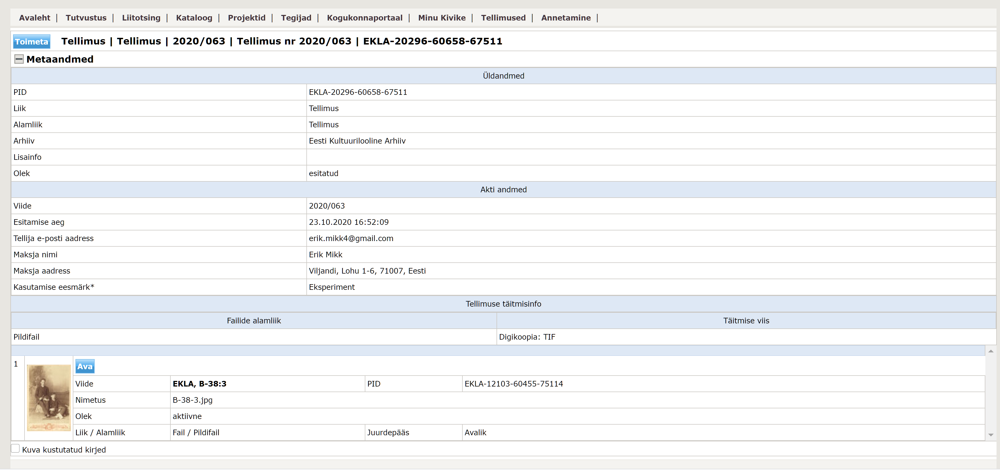 Avaleht | Tutvustus | Liitotsing | Kataloog | Projektid | Tegijad | Kogukonnaportaal | Minu Kivike | Tellimused | Annetamine |
Toimeta Tellimus | Tellimus | 2020/063 | Tellimus nr 2020/063 | EKLA-20296-60658-67511
Metaandmed
Üldandmed
PID EKLA-20296-60658-67511
Liik Tellimus
Alamliik Tellimus
Arhiiv Eesti Kultuurilooline Arhiiv
Lisainfo
Olek esitatud
Akti andmed
Viide 2020/063
Esitamise aeg 23.10.2020 16:52:09
Tellija e-posti aadress erik.mikk4@gmail.com
Maksja nimi Erik Mikk
Maksja aadress Viljandi, Lohu 1-6, 71007, Eesti
Kasutamise eesmärk* Eksperiment
Tellimuse täitmisinfo
Failide alamliik Täitmise viis
Pildifail Digikoopia: TIF
1 Ava
Viide EKLA, B-38:3 PID EKLA-12103-60455-75114
Nimetus B-38-3.jpg
Olek aktiivne
Liik / Alamliik Fail / Pildifail Juurdepääs Avalik
Kuva kustutatud kirjed